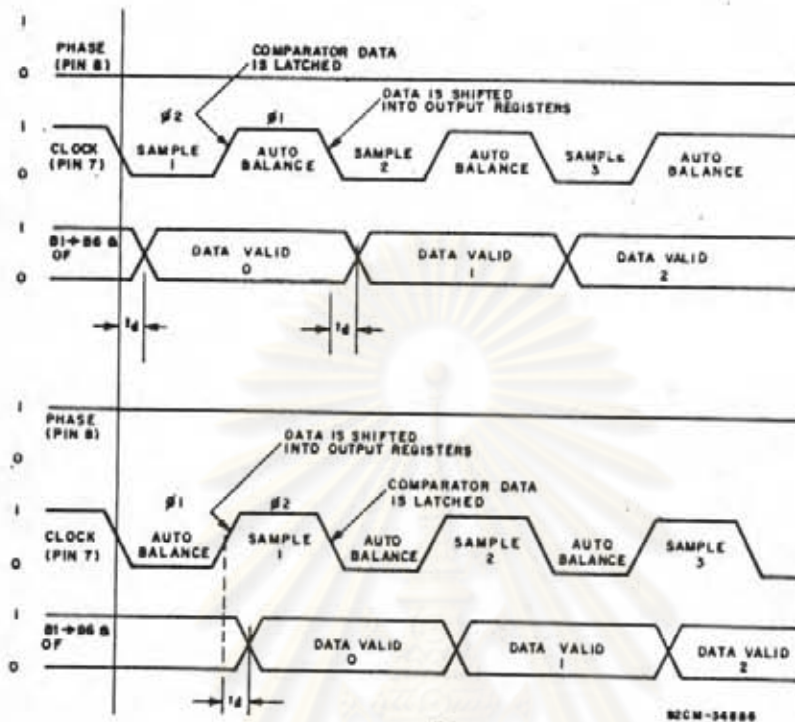 1
PHASE
(PIN 8)
0
COMPARATOR DATA
IS LATCHED
DATA IS SHIFTED
INTO OUTPUT REGISTERS
ø2
ø1
1
CLOCK
(PIN 7)
0
SAMPLE
1
AUTO
BALANCE
SAMPLE
2
AUTO
BALANCE
SAMPLE
3
AUTO
BALANCE
1
B1→B6 &
OF
0
DATA VALID
0
DATA VALID
1
DATA VALID
2
td
td
1
PHASE
(PIN 8)
0
DATA IS SHIFTED
INTO OUTPUT REGISTERS
COMPARATOR DATA
IS LATCHED
ø1
ø2
1
CLOCK
(PIN 7)
0
AUTO
BALANCE
SAMPLE
1
AUTO
BALANCE
SAMPLE
2
AUTO
BALANCE
SAMPLE
3
1
B1→B6 &
OF
0
DATA VALID
0
DATA VALID
1
DATA VALID
2
td
92CM-34886